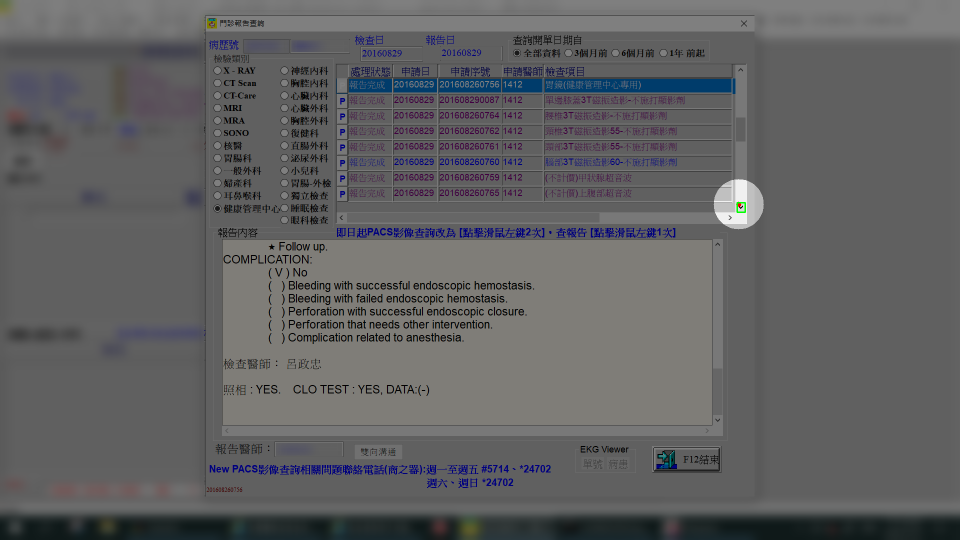 門診報告查詢
病歷號 檢查日 報告日 查詢開單日期自
20160829 20160829 全部資料 3個月前 6個月前 1年 前起
檢驗類別
X - RAY 神經內科
CT Scan 胸腔內科
CT-Care 心臟內科
MRI 心臟外科
MRA 胸腔外科
SONO 復健科
核醫 直腸外科
胃腸科 泌尿外科
一般外科 小兒科
婦產科 胃腸-外檢
耳鼻喉科 獨立檢查
健康管理中心 睡眠檢查
眼科檢查
處理狀態 申請日 申請序號 申請醫師 檢查項目
報告完成 20160829 201608260756 1412 胃鏡(健康管理中心專用)
P 報告完成 20160829 201608290087 1412 單邊膝蓋3T磁振造影-不施打顯影劑
P 報告完成 20160829 201608260764 1412 腰椎3T磁振造影-不施打顯影劑
P 報告完成 20160829 201608260762 1412 頸椎3T磁振造影55-不施打顯影劑
P 報告完成 20160829 201608260761 1412 頸部3T磁振造影55-不施打顯影劑
P 報告完成 20160829 201608260760 1412 腦部3T磁振造影60-不施打顯影劑
P 報告完成 20160829 201608260759 1412 (不計價)甲狀腺超音波
P 報告完成 20160829 201608260765 1412 (不計價)上腹部超音波
報告內容 即日起PACS影像查詢改為 [點擊滑鼠左鍵2次]，查報告 [點擊滑鼠左鍵1次]
★ Follow up.
COMPLICATION:
( V ) No
( ) Bleeding with successful endoscopic hemostasis.
( ) Bleeding with failed endoscopic hemostasis.
( ) Perforation with successful endoscopic closure.
( ) Perforation that needs other intervention.
( ) Complication related to anesthesia.
檢查醫師： 呂政忠
照相 : YES. CLO TEST : YES, DATA:(-)
報告醫師： 雙向溝通 EKG Viewer
單號 病患 F12結束
New PACS影像查詢相關問題聯絡電話(商之器):週一至週五 #5714、*24702
週六、週日 *24702
201608260756